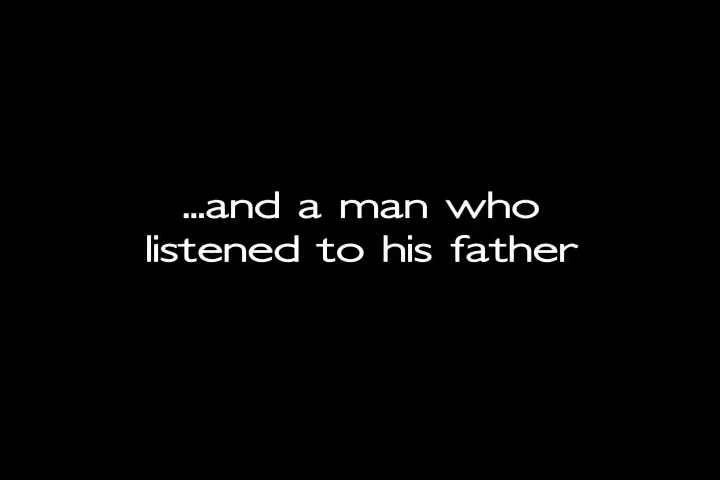 ...and a man who
listened to his father